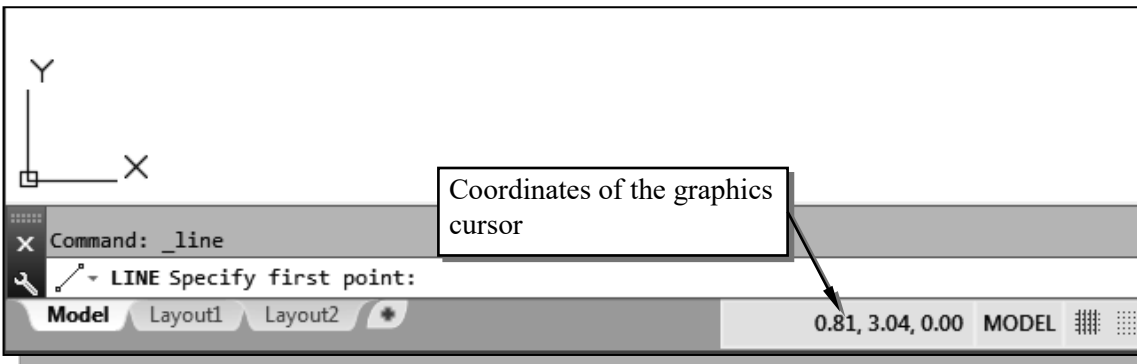 Y
X
Coordinates of the graphics
cursor
Command: _line
LINE Specify first point:
Model Layout1 Layout2 +
0.81, 3.04, 0.00 MODEL